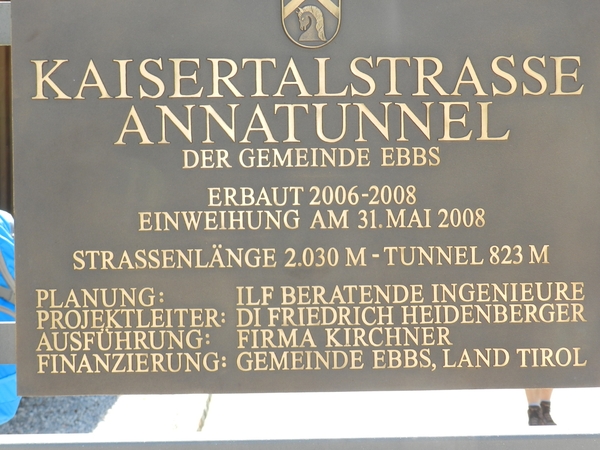 KAISERTALSTRASSE
ANNATUNNEL
DER GEMEINDE EBBS
ERBAUT 2006-2008
EINWEIHUNG AM 31. MAI 2008
STRASSENLÄNGE 2.030 M - TUNNEL 823 M
PLANUNG: ILF BERATENDE INGENIEURE
PROJEKTLEITER: DI FRIEDRICH HEIDENBERGER
AUSFÜHRUNG: FIRMA KIRCHNER
FINANZIERUNG: GEMEINDE EBBS, LAND TIROL